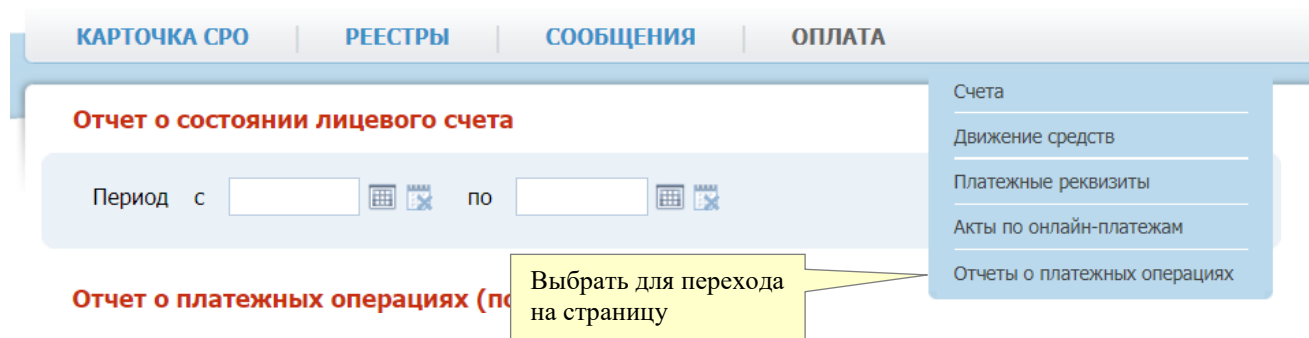 КАРТОЧКА СРО РЕЕСТРЫ СООБЩЕНИЯ ОПЛАТА
Отчет о состоянии лицевого счета
Период с по
Счета
Движение средств
Платежные реквизиты
Акты по онлайн-платежам
Отчеты о платежных операциях
Отчет о платежных операциях (по
Выбрать для перехода
на страницу